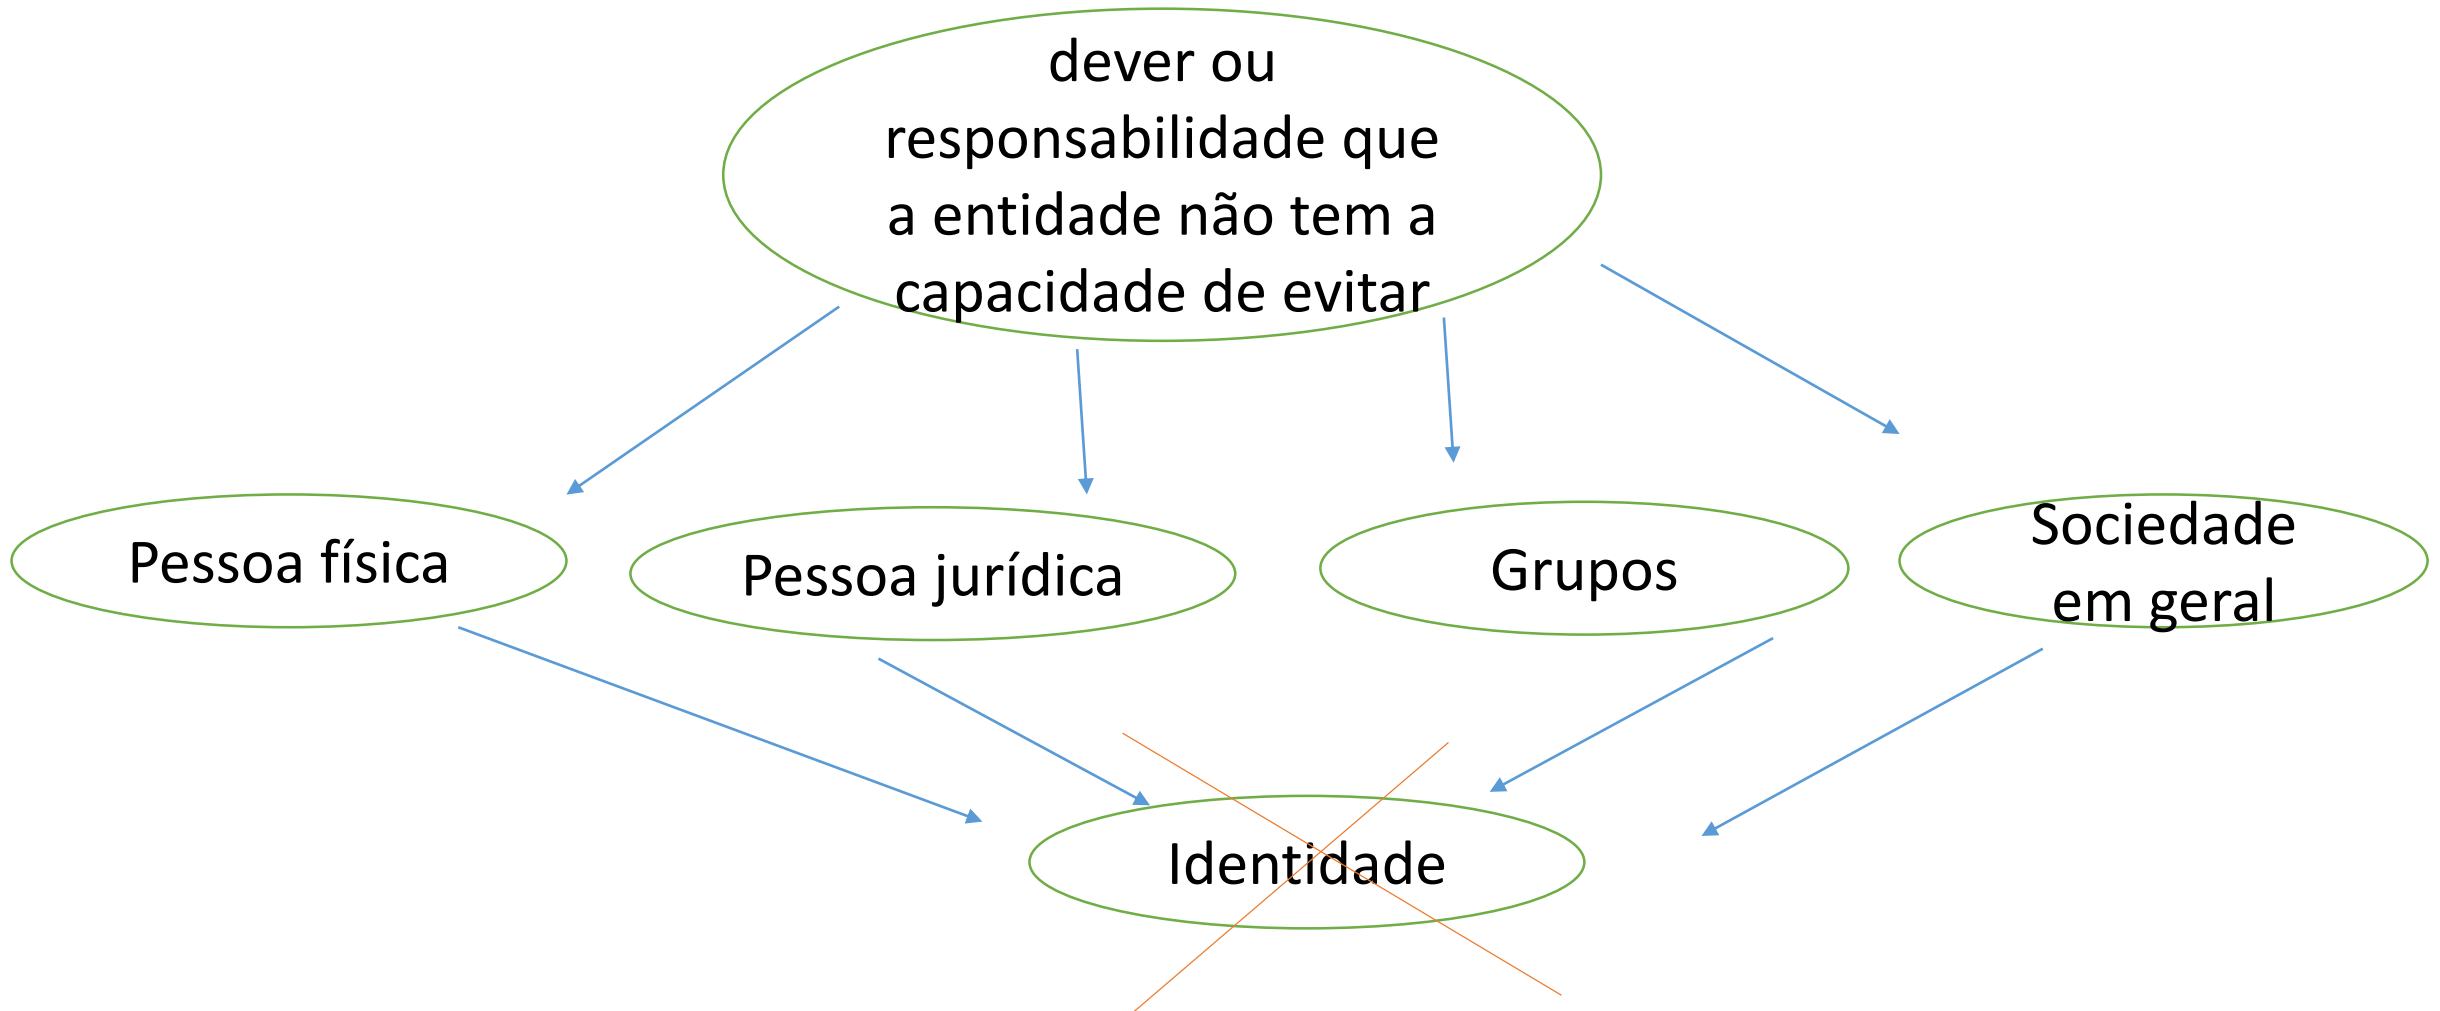 dever ou
responsabilidade que
a entidade não tem a
capacidade de evitar
Pessoa física
Pessoa jurídica
Grupos
Sociedade
em geral
Identidade